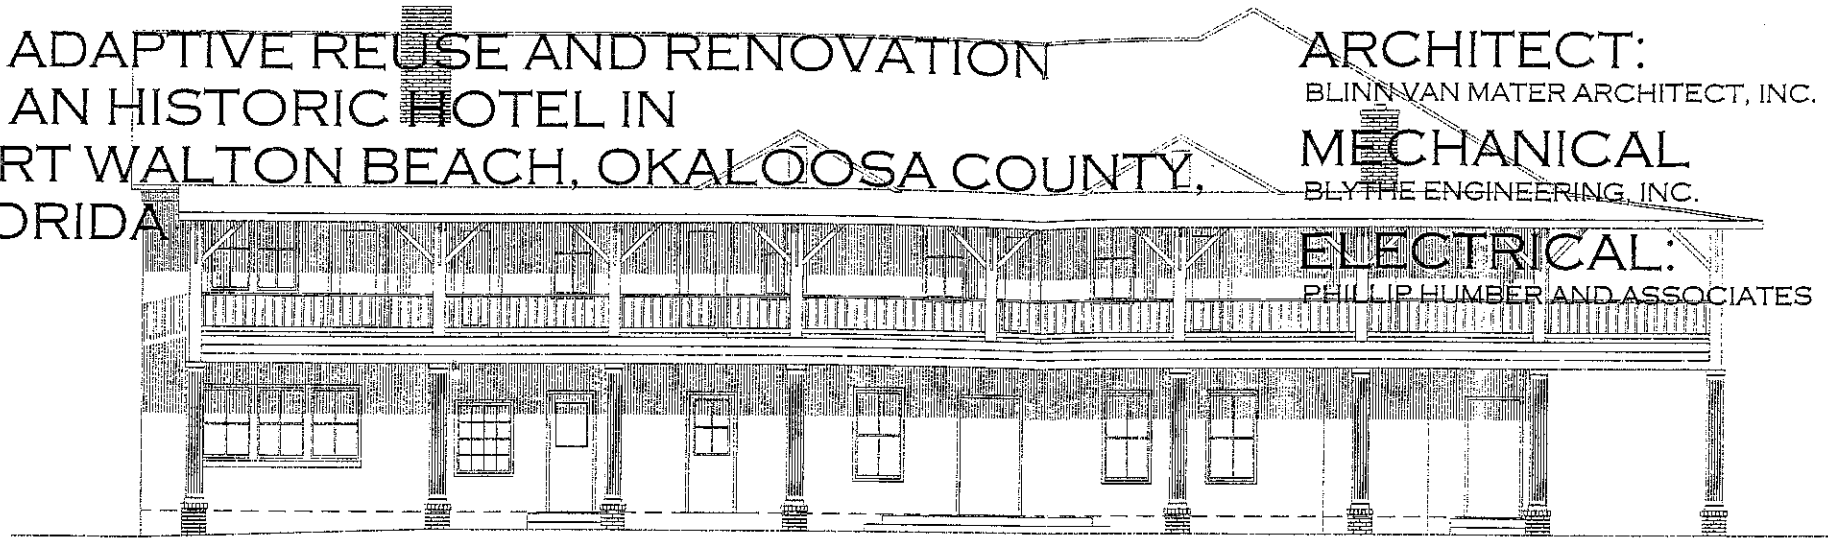 ADAPTIVE REUSE AND RENOVATION
AN HISTORIC HOTEL IN
RT WALTON BEACH, OKALOOSA COUNTY,
ORIDA
ARCHITECT:
BLINN VAN MATER ARCHITECT, INC.
MECHANICAL
BLYTHE ENGINEERING, INC.
ELECTRICAL:
PHILLIP HUMBER AND ASSOCIATES